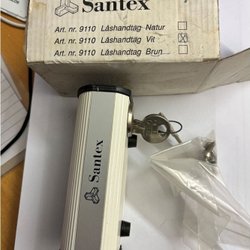 Santex
Art. nr. 9110 Låshandtag Natur
Art. nr. 9110 Låshandtag Vit
Art. nr. 9110 Låshandtag Brun
Santex